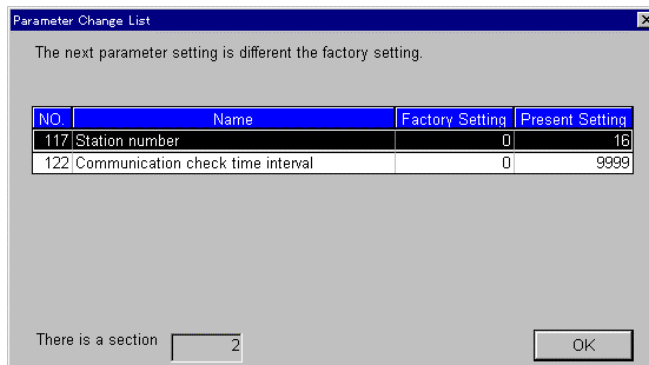 Parameter Change List
The next parameter setting is different the factory setting.
NO. Name Factory Setting Present Setting
117 Station number 0 16
122 Communication check time interval 0 9999
There is a section 2
OK